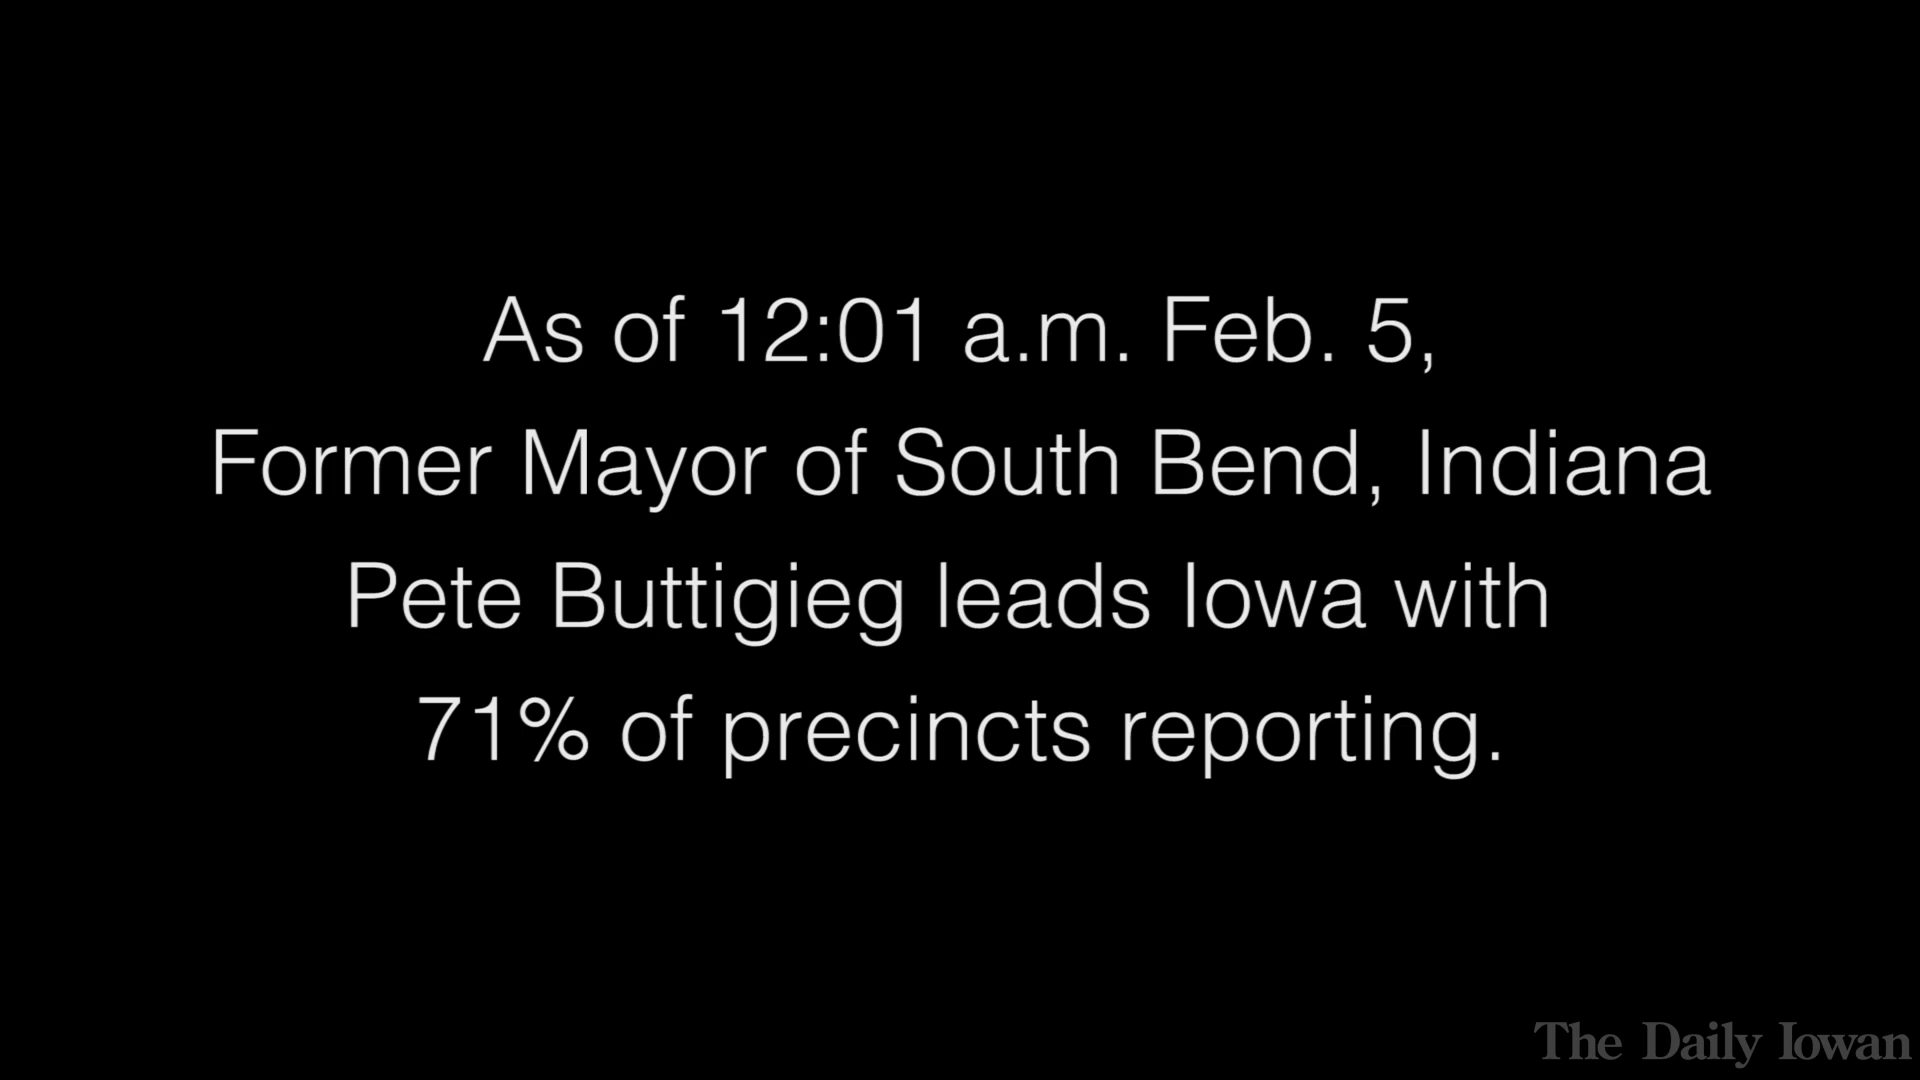 As of 12:01 a.m. Feb. 5,
Former Mayor of South Bend, Indiana
Pete Buttigieg leads Iowa with
71% of precincts reporting.
The Daily Iowan